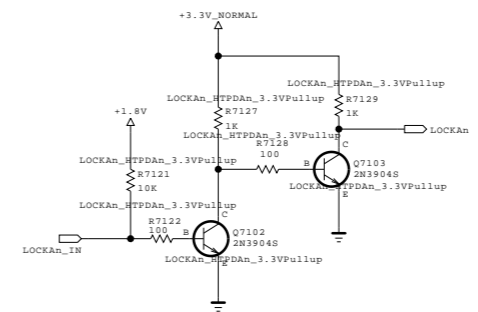 +3.3V_NORMAL
LOCKAn_HTPDAn_3.3VPullup
LOCKAn_HTPDAn_3.3VPullup
R7127
R7129
1K
1K
+1.8V
LOCKAn
LOCKAn_HTPDAn_3.3VPullup
R7128
100
C
LOCKAn_HTPDAn_3.3VPullup
B
Q7103
2N3904S
R7121
10K
LOCKAn_HTPDAn_3.3VPullup
E
LOCKAn_HTPDAn_3.3VPullup
C
R7122
100
LOCKAn_IN
B
Q7102
2N3904S
LOCKAn_HTPDAn_3.3VPullup
E